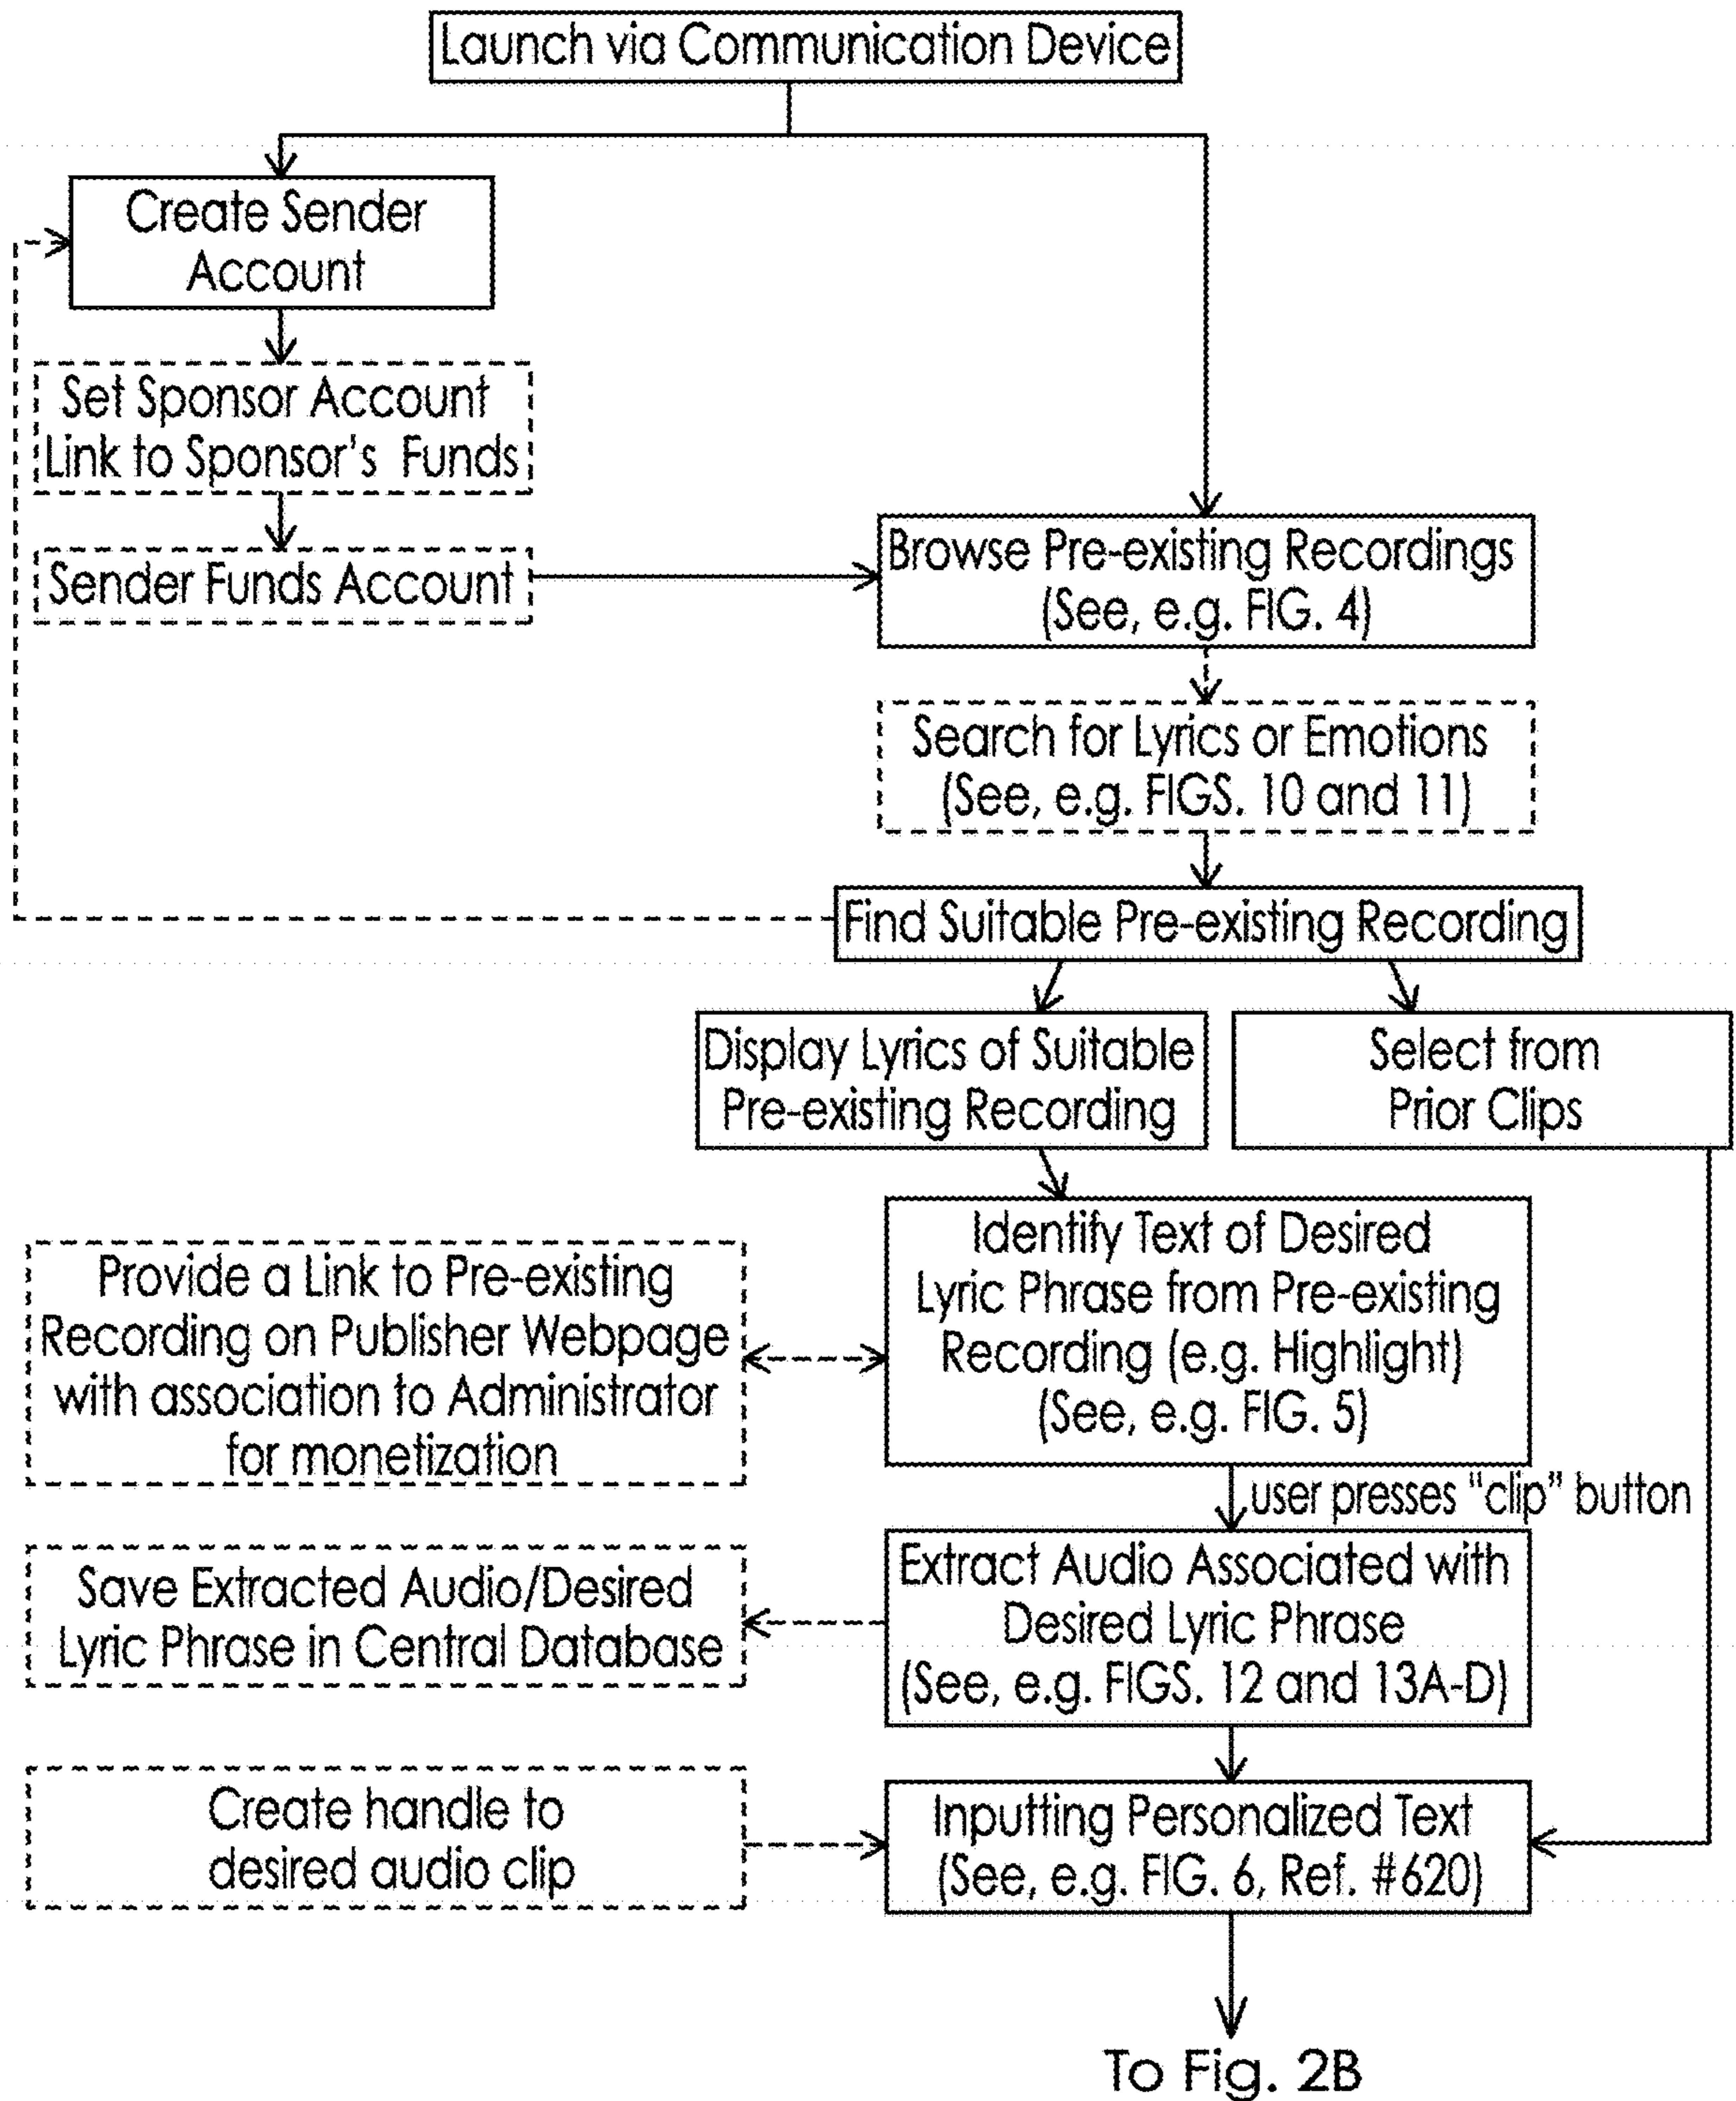 Launch via Communication Device
Create Sender
Account
Set Sponsor Account
Link to Sponsor's Funds
Sender Funds Account
Browse Pre-existing Recordings
(See, e.g. FIG. 4)
Search for Lyrics or Emotions
(See, e.g. FIGS. 10 and 11)
Find Suitable Pre-existing Recording
Display Lyrics of Suitable
Pre-existing Recording
Select from
Prior Clips
Identify Text of Desired
Lyric Phrase from Pre-existing
Recording (e.g. Highlight)
(See, e.g. FIG. 5)
Provide a Link to Pre-existing
Recording on Publisher Webpage
with association to Administrator
for monetization
user presses "clip" button
Extract Audio Associated with
Desired Lyric Phrase
(See, e.g. FIGS. 12 and 13A-D)
Save Extracted Audio/Desired
Lyric Phrase in Central Database
Create handle to
desired audio clip
Inputting Personalized Text
(See, e.g. FIG. 6, Ref. #620)
To Fig. 2B